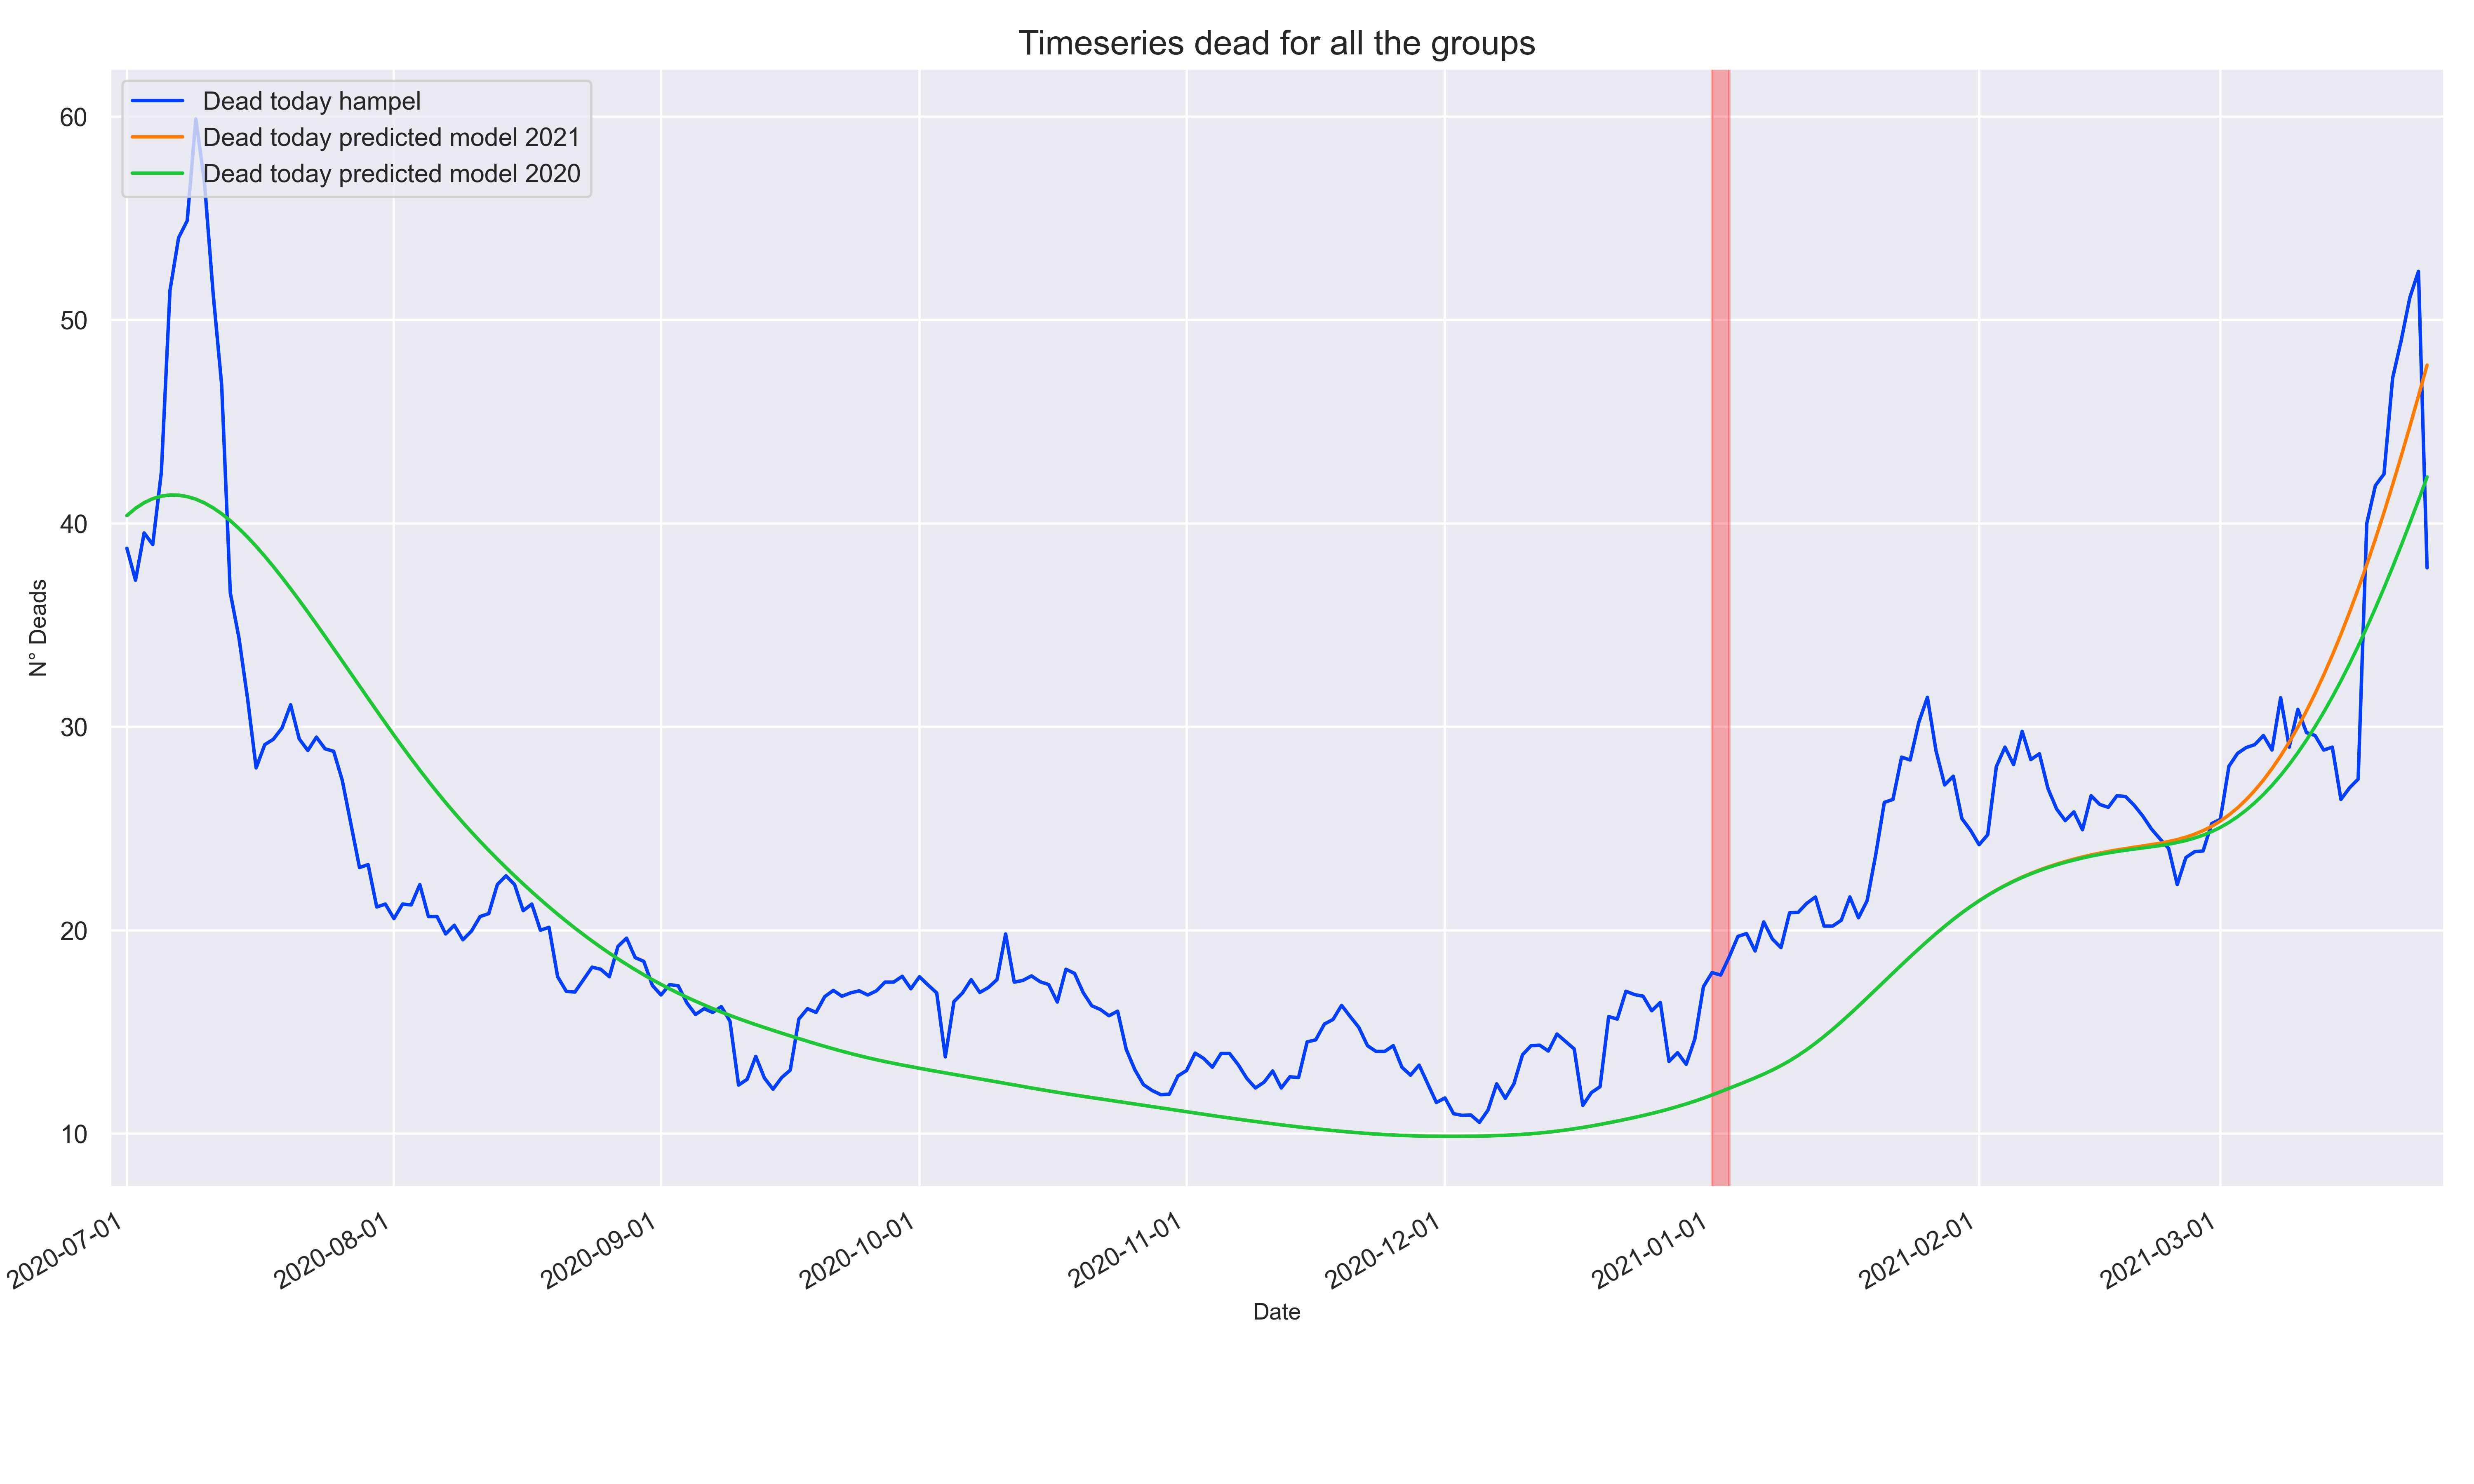 Timeseries dead for all the groups
Dead today hampel
Dead today predicted model 2021
Dead today predicted model 2020
60
50
40
30
20
10
N° Deads
2020-07-01
2020-08-01
2020-09-01
2020-10-01
2020-11-01
2020-12-01
2021-01-01
2021-02-01
2021-03-01
Date